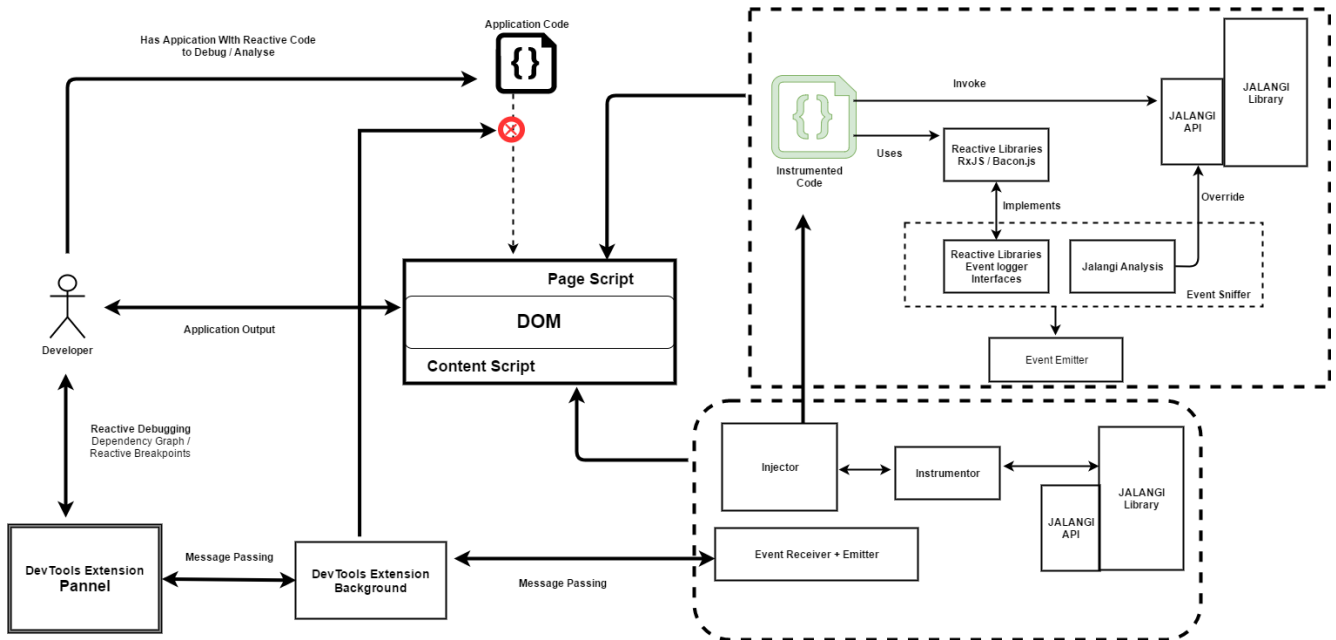 Application Code
Has Appication WIth Reactive Code
to Debug / Analyse
{}
{ }
Instrumented
Code
Invoke
Uses
JALANGI
API
JALANGI
Library
Reactive Libraries
RxJS / Bacon.js
Implements
Override
Reactive Libraries
Event logger
Interfaces
Jalangi Analysis
Event Sniffer
Event Emitter
Page Script
DOM
Content Script
Developer
Application Output
Reactive Debugging
Dependency Graph /
Reactive Breakpoints
Injector
Instrumentor
JALANGI
API
JALANGI
Library
Event Receiver + Emitter
DevTools Extension
Pannel
Message Passing
DevTools Extension
Background
Message Passing